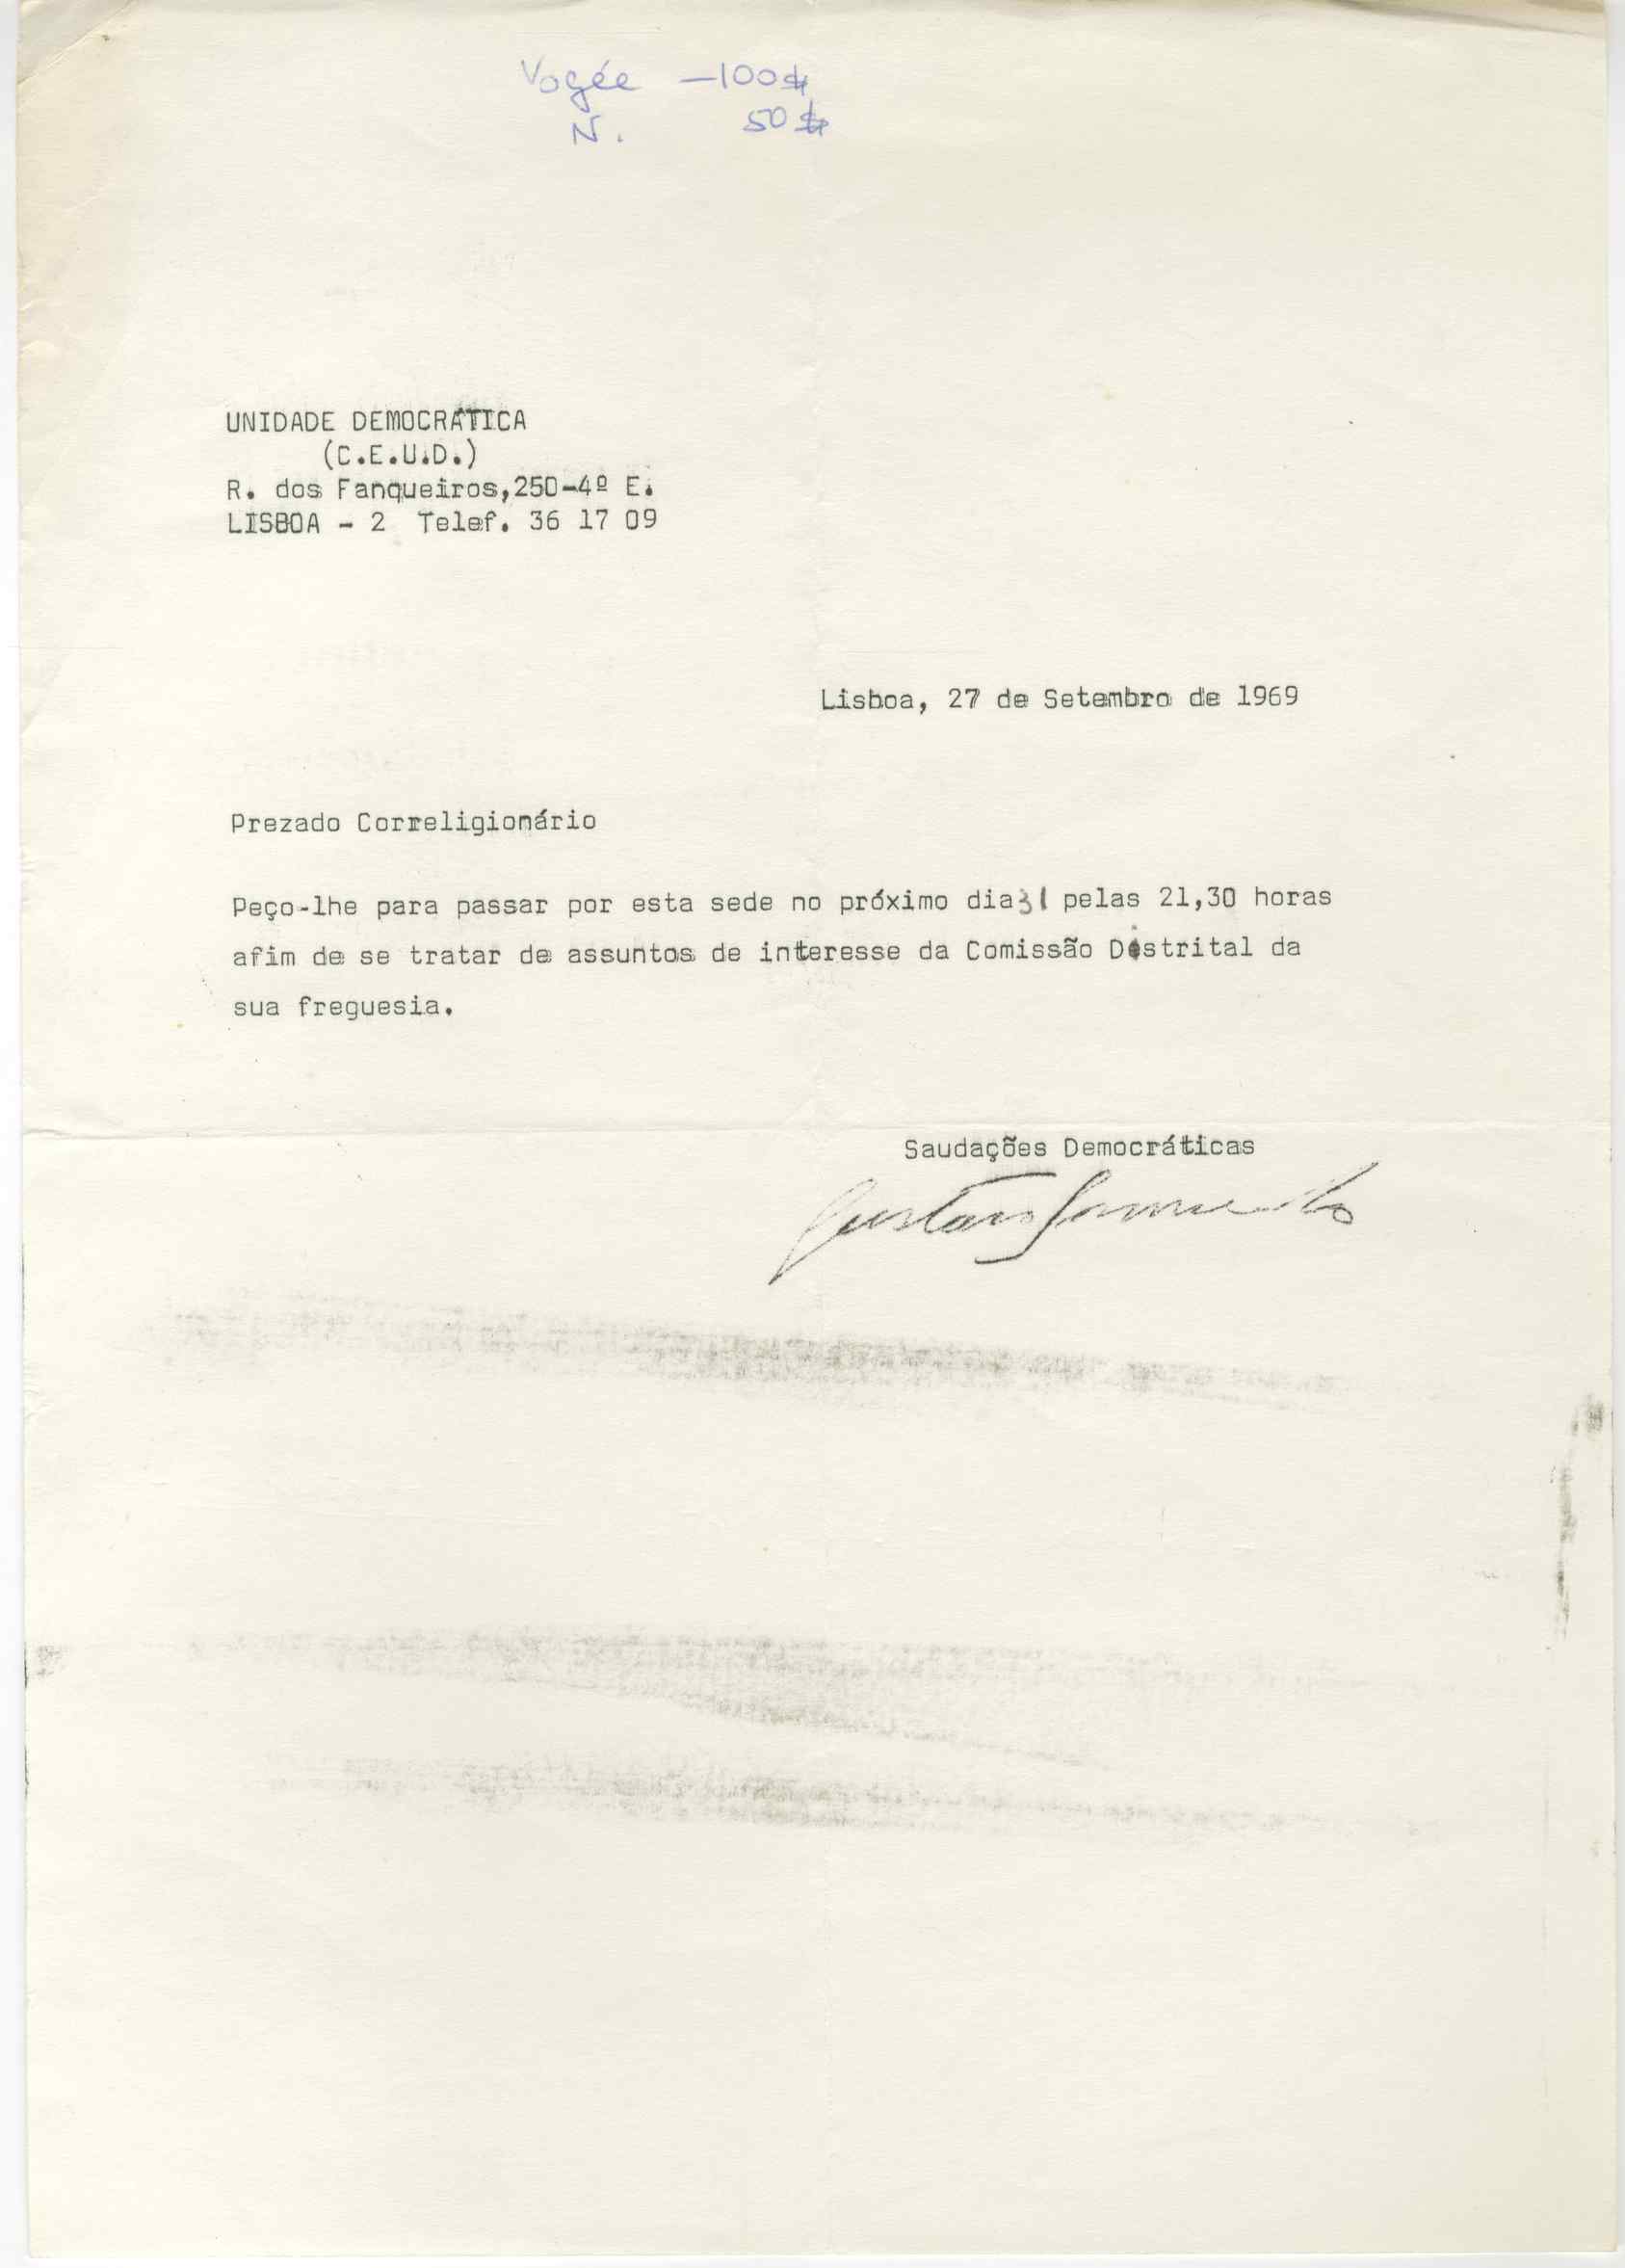 Vogée — 100$
N. 50$
UNIDADE DEMOCRÁTICA
(C.E.U.D.)
R. dos Fanqueiros,250-4º E.
LISBOA - 2 Telef. 36 17 09
Lisboa, 27 de Setembro de 1969
Prezado Correligionário
Peço-lhe para passar por esta sede no próximo dia 31 pelas 21,30 horas
afim de se tratar de assuntos de interesse da Comissão Distrital da
sua freguesia.
Saudações Democráticas